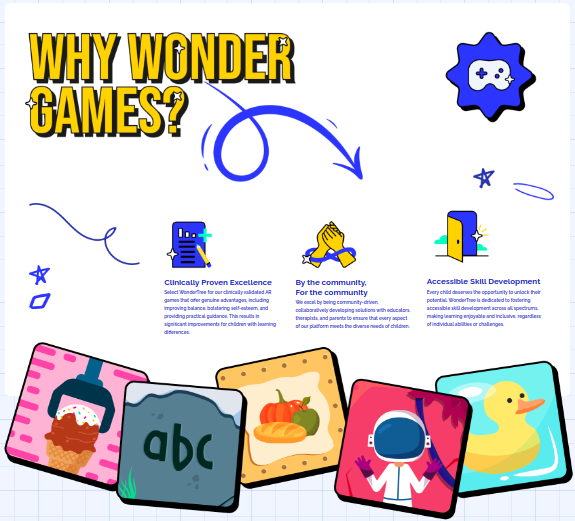 WHY WONDER
GAMES?
Clinically Proven Excellence
Select WonderTree for our clinically validated AR
games that offer genuine advantages, including
improving balance, bolstering self-esteem, and
providing practical guidance. This results in
significant improvements for children with learning
differences.
By the community,
For the community
We excel by being community-driven,
collaboratively developing solutions with educators,
therapists, and parents to ensure that every aspect
of our platform meets the diverse needs of children.
Accessible Skill Development
Every child deserves the opportunity to unlock their
potential. WonderTree is dedicated to fostering
accessible skill development across all spectrums,
making learning enjoyable and inclusive, regardless
of individual abilities or challenges.
abc